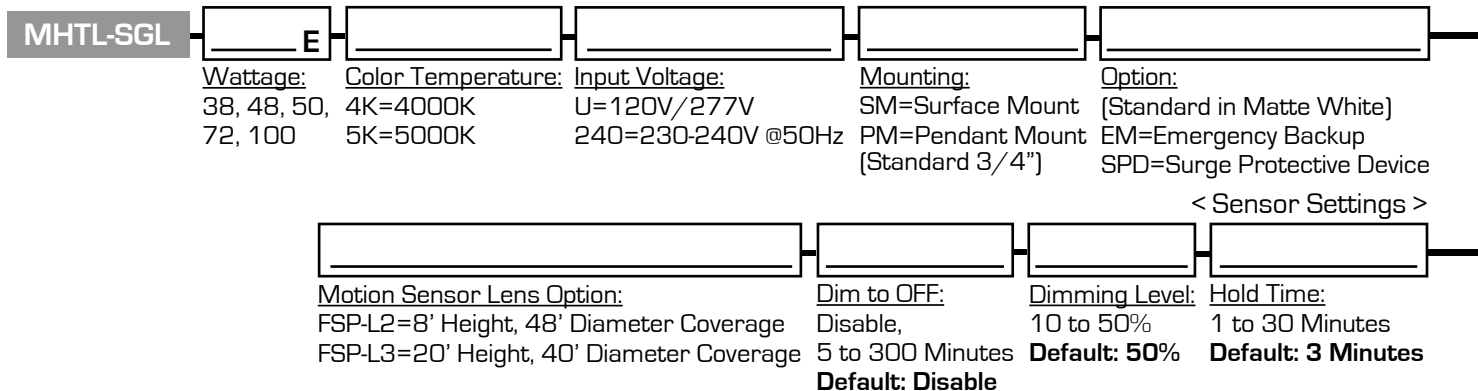 MHTL-SGL
E
Wattage:
38, 48, 50,
72, 100
Color Temperature:
4K=4000K
5K=5000K
Input Voltage:
U=120V/277V
240=230-240V @50Hz
Mounting:
SM=Surface Mount
PM=Pendant Mount
(Standard 3/4”)
Option:
(Standard in Matte White)
EM=Emergency Backup
SPD=Surge Protective Device
< Sensor Settings >
Motion Sensor Lens Option:
FSP-L2=8’ Height, 48’ Diameter Coverage
FSP-L3=20’ Height, 40’ Diameter Coverage
Dim to OFF:
Disable,
5 to 300 Minutes
Default: Disable
Dimming Level:
10 to 50%
Default: 50%
Hold Time:
1 to 30 Minutes
Default: 3 Minutes